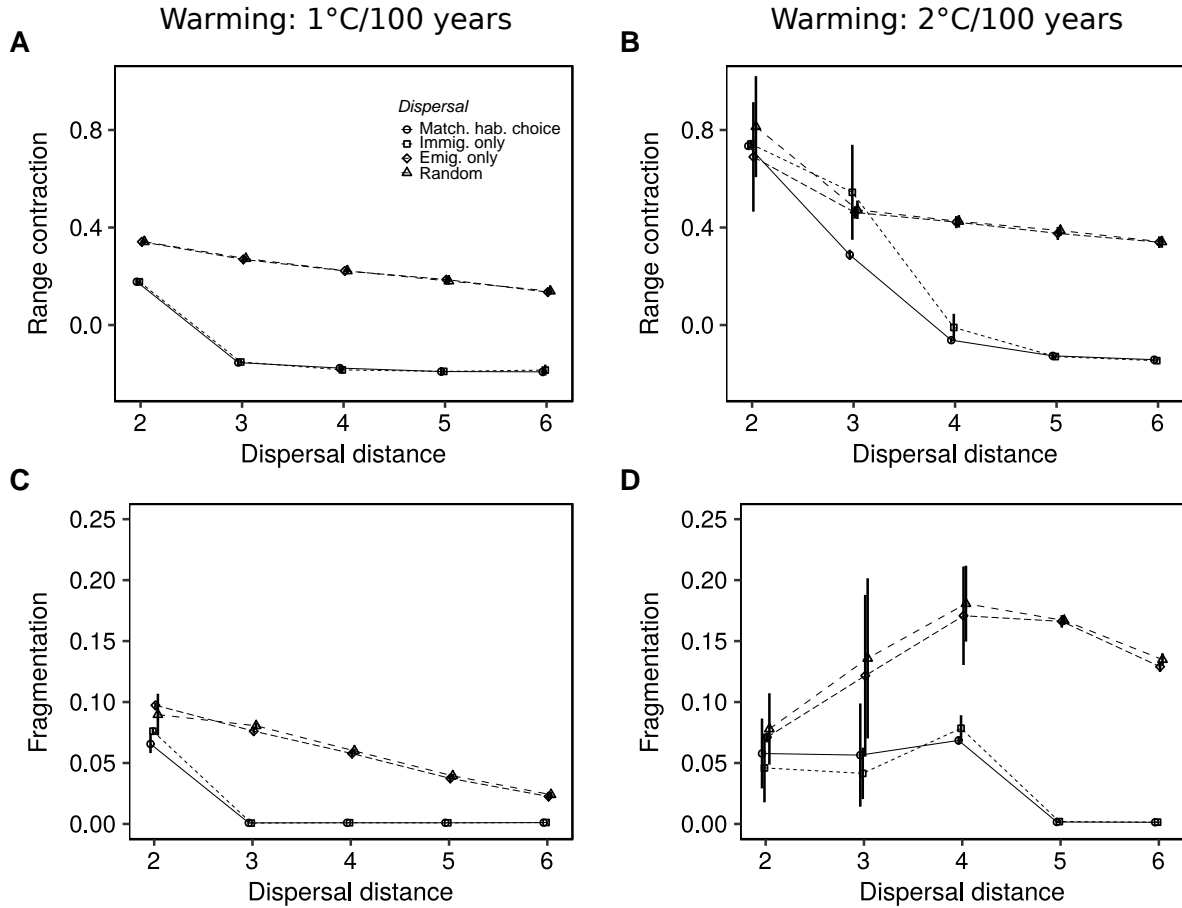 Warming: 1°C/100 years
Warming: 2°C/100 years
A
Range contraction
0.8
0.4
0.0
Dispersal
Match. hab. choice
Immig. only
Emig. only
Random
2 3 4 5 6
Dispersal distance
B
Range contraction
0.8
0.4
0.0
2 3 4 5 6
Dispersal distance
C
Fragmentation
0.25
0.20
0.15
0.10
0.05
0.00
2 3 4 5 6
Dispersal distance
D
Fragmentation
0.25
0.20
0.15
0.10
0.05
0.00
2 3 4 5 6
Dispersal distance